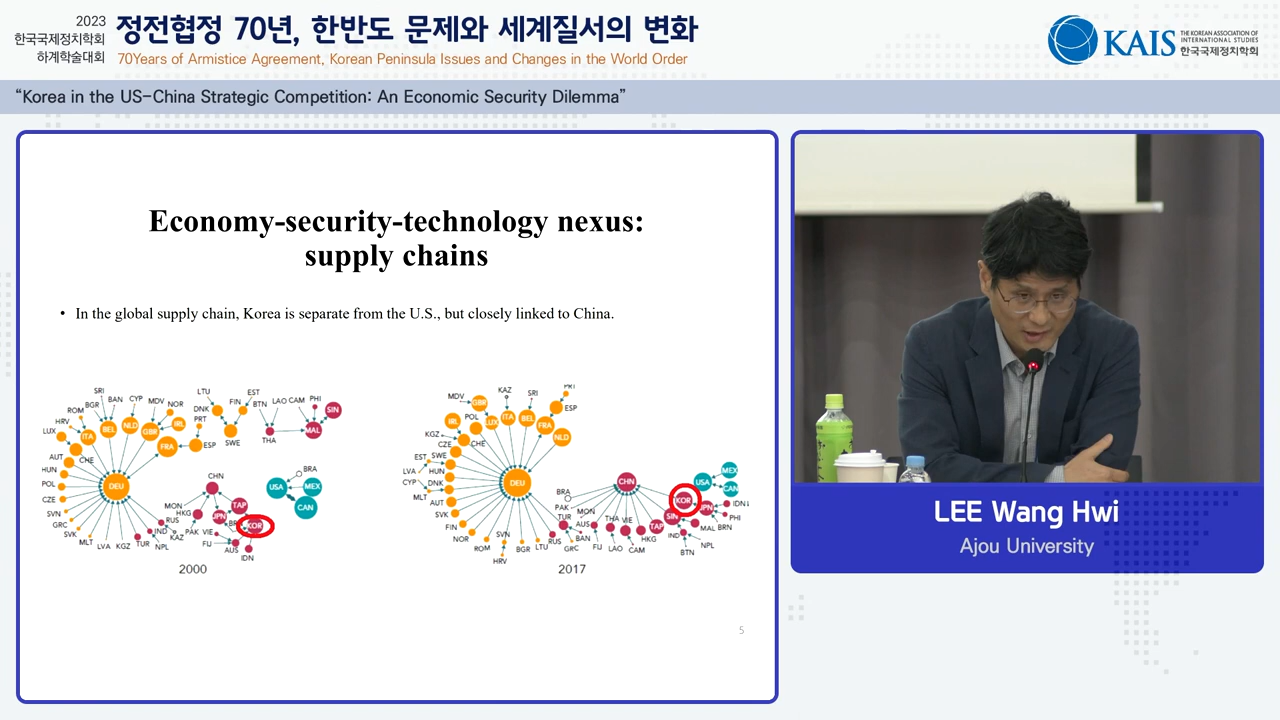 2023
한국국제정치학회
하계학술대회
정전협정 70년, 한반도 문제와 세계질서의 변화
70Years of Armistice Agreement, Korean Peninsula Issues and Changes in the World Order
KAIS
THE KOREAN ASSOCIATION OF
INTERNATIONAL STUDIES
한국국제정치학회
“Korea in the US-China Strategic Competition: An Economic Security Dilemma”
Economy-security-technology nexus:
supply chains
• In the global supply chain, Korea is separate from the U.S., but closely linked to China.
SRI
BGR
BAN
CYP
MDV
NOR
ROM
HRV
LUX
ITA
BEL
NLD
GBR
IRL
FRA
PRT
ESP
AUT
CHE
HUN
POL
CZE
SVN
GRC
SVK
MLT
LVA
KGZ
TUR
NPL
DEU
LTU
EST
DNK
FIN
SWE
BTN
LAO
CAM
PHI
SIN
THA
MAL
CHN
MON
HKG
TAP
JPN
KOR
RUS
IND
KAZ
PAK
VIE
FIJ
AUS
IDN
BRA
USA
MEX
CAN
2000
MDV
GBR
KAZ
SRI
ESP
IRL
POL
LUX
ITA
BEL
FRA
NLD
KGZ
CZE
CHE
EST
SWE
LVA
HUN
CYP
DNK
MLT
AUT
SVK
FIN
NOR
ROM
SVN
HRV
BGR
LTU
DEU
CHN
BRA
PAK
TUR
RUS
AUS
MON
GRC
BAN
FIJ
THA
VIE
LAO
CAM
HKG
TAP
KOR
SIN
JPN
USA
MEX
CAN
IDN
PHI
BRN
MAL
IND
NPL
BTN
2017
5
LEE Wang Hwi
Ajou University